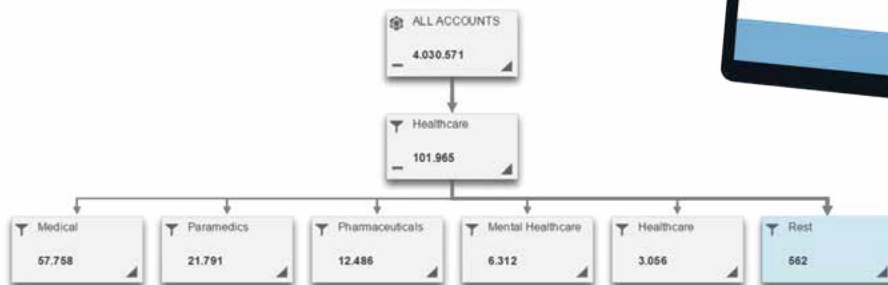 ALL ACCOUNTS
4.030.571
Healthcare
101.965
Medical
57.758
Paramedics
21.791
Pharmaceuticals
12.486
Mental Healthcare
6.312
Healthcare
3.056
Rest
562